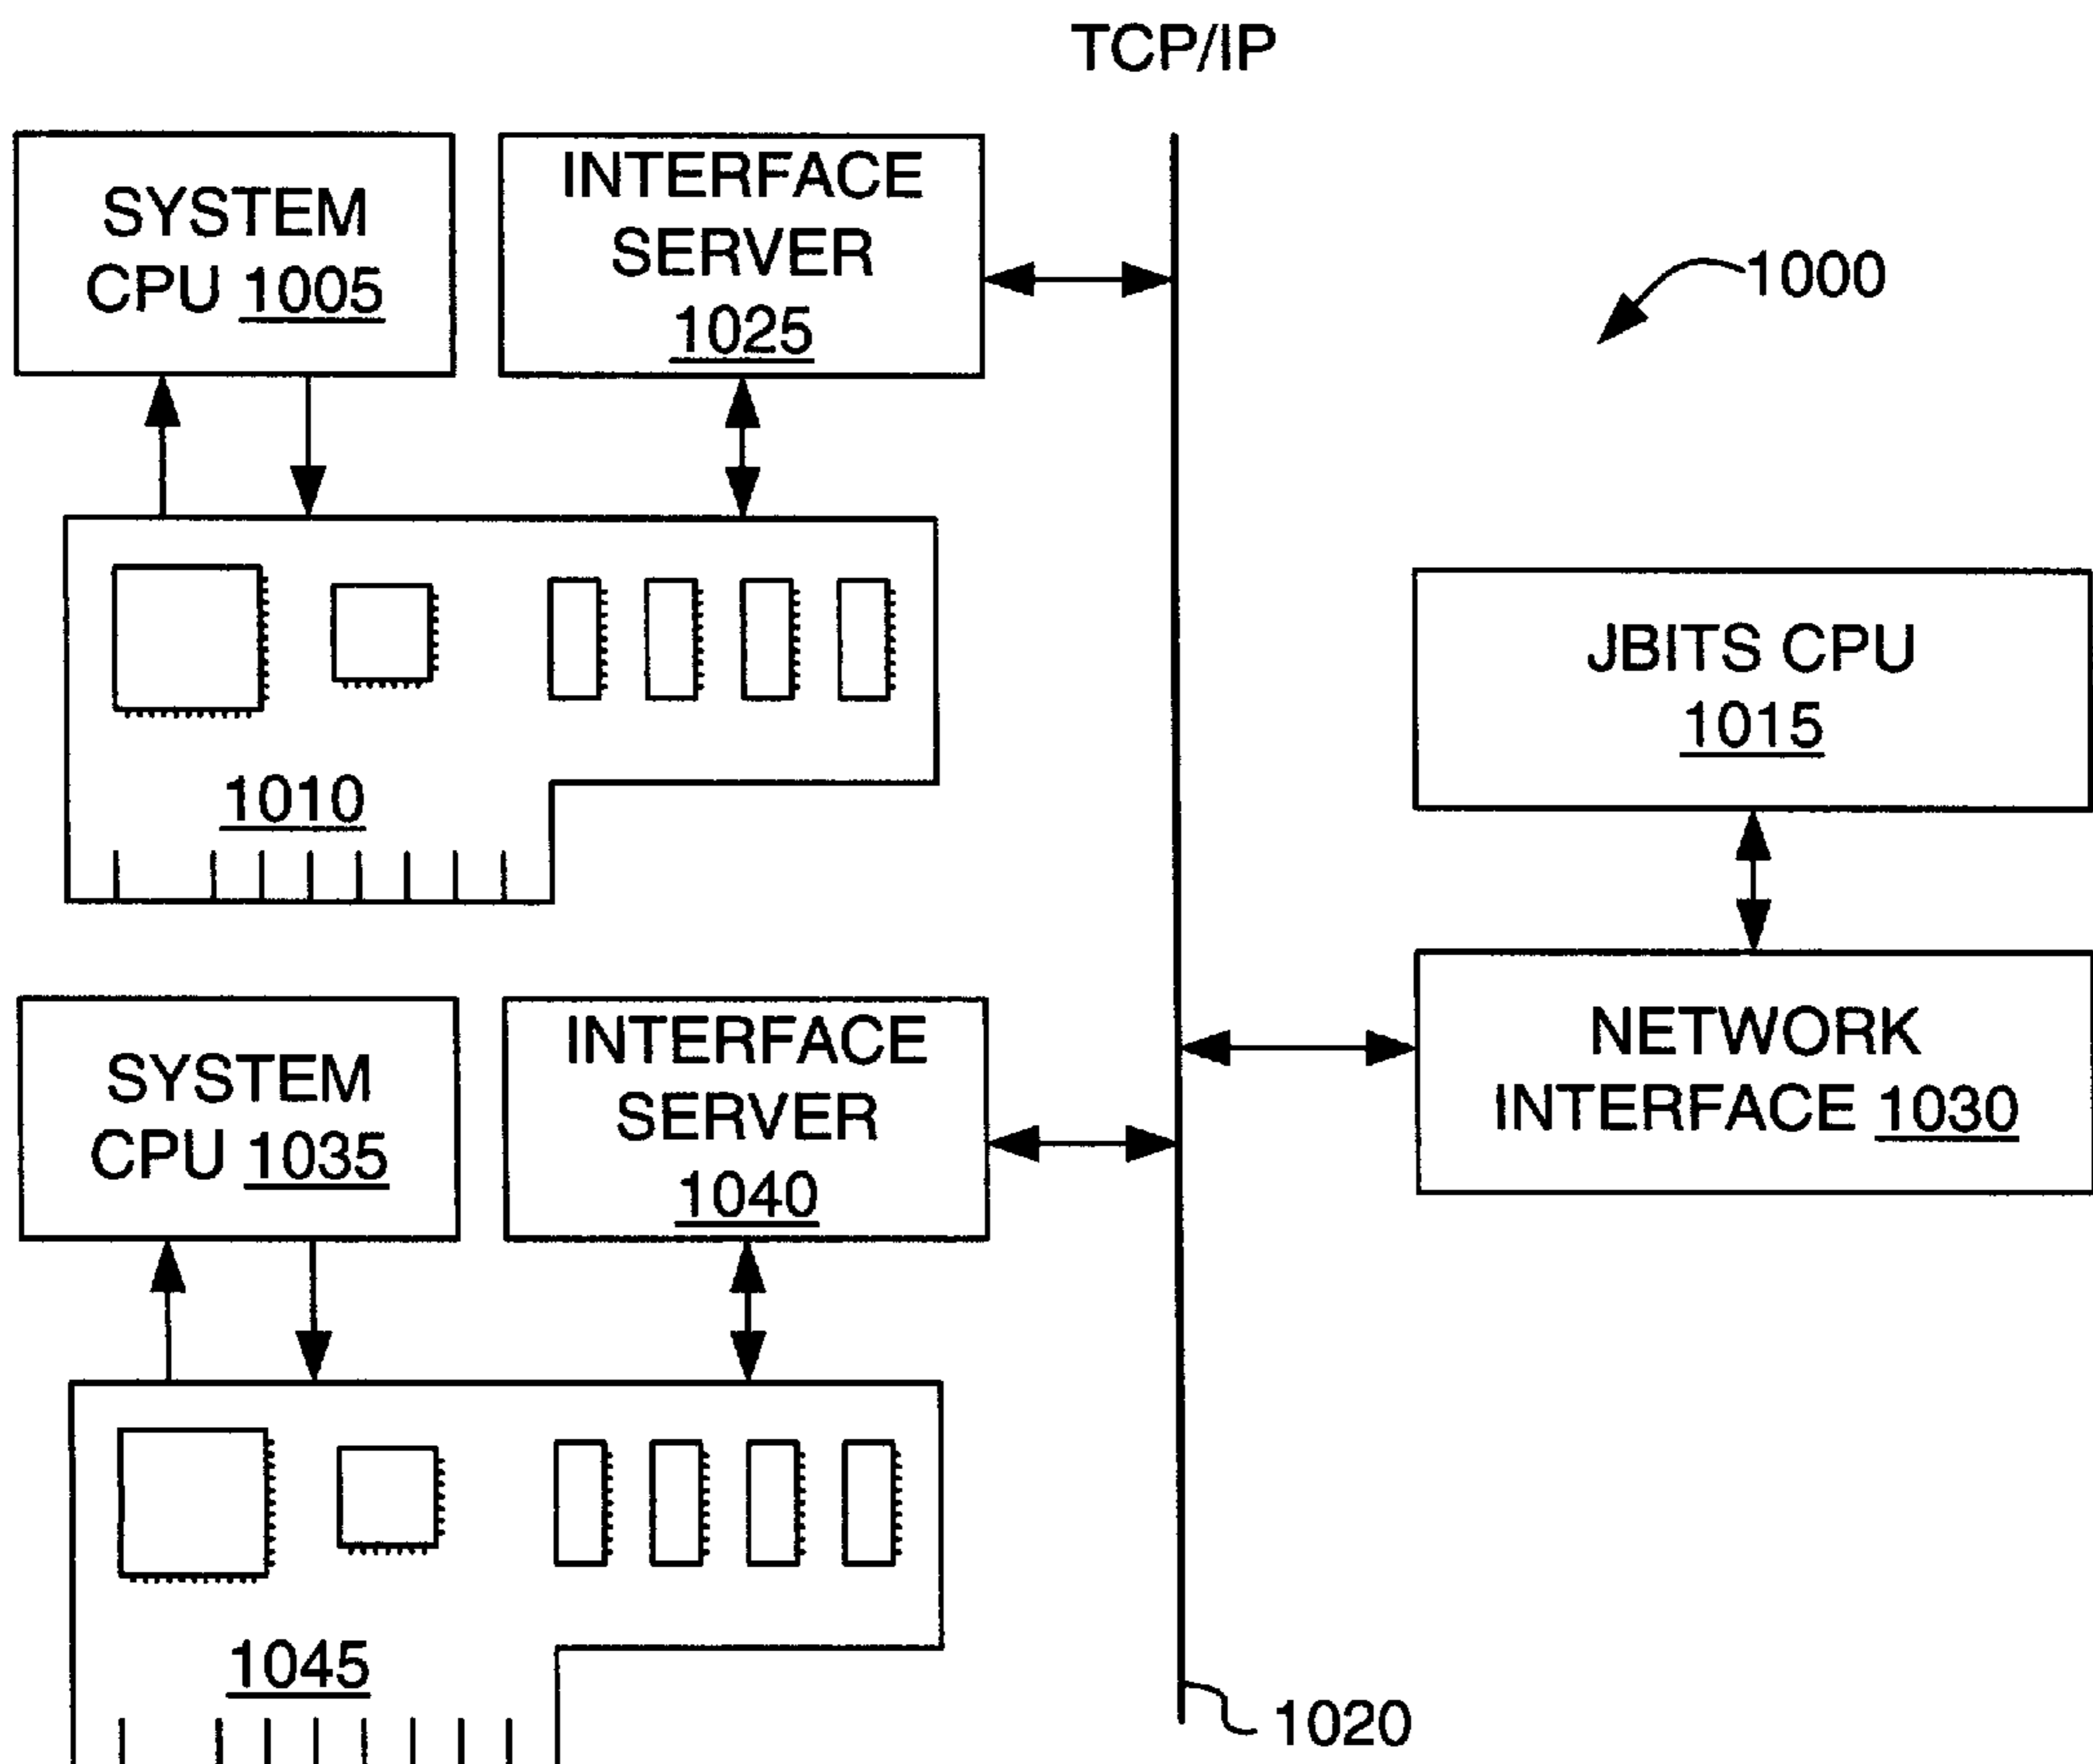 TCP/IP
SYSTEM
CPU 1005
INTERFACE
SERVER
1025
1000
1010
JBITS CPU
1015
NETWORK
INTERFACE 1030
SYSTEM
CPU 1035
INTERFACE
SERVER
1040
1045
1020